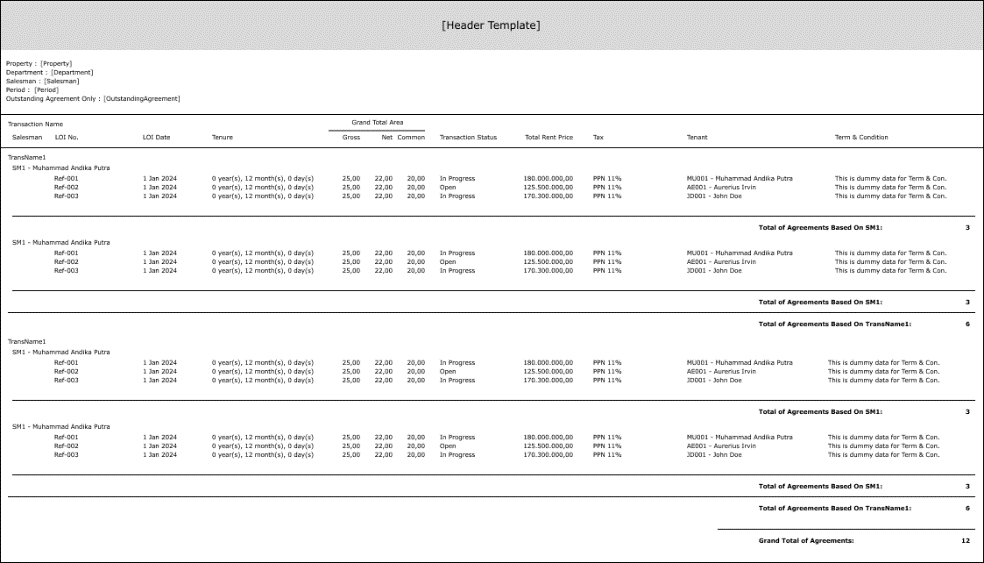 [Header Template]
Property : [Property]
Department : [Department]
Salesman : [Salesman]
Period : [Period]
Outstanding Agreement Only : [OutstandingAgreement]
Transaction Name Grand Total Area
Salesman LOI No. LOI Date Tenure Gross Net Common Transaction Status Total Rent Price Tax Tenant Term & Condition
TransName1
SM1 - Muhammad Andika Putra
Ref-001 1 Jan 2024 0 year(s), 12 month(s), 0 day(s) 25,00 22,00 20,00 In Progress 180.000.000,00 PPN 11% MU001 - Muhammad Andika Putra This is dummy data for Term & Con.
Ref-002 1 Jan 2024 0 year(s), 12 month(s), 0 day(s) 25,00 22,00 20,00 Open 125.500.000,00 PPN 11% AE001 - Aurerius Irvin This is dummy data for Term & Con.
Ref-003 1 Jan 2024 0 year(s), 12 month(s), 0 day(s) 25,00 22,00 20,00 In Progress 170.300.000,00 PPN 11% JD001 - John Doe This is dummy data for Term & Con.
Total of Agreements Based On SM1: 3
SM1 - Muhammad Andika Putra
Ref-001 1 Jan 2024 0 year(s), 12 month(s), 0 day(s) 25,00 22,00 20,00 In Progress 180.000.000,00 PPN 11% MU001 - Muhammad Andika Putra This is dummy data for Term & Con.
Ref-002 1 Jan 2024 0 year(s), 12 month(s), 0 day(s) 25,00 22,00 20,00 Open 125.500.000,00 PPN 11% AE001 - Aurerius Irvin This is dummy data for Term & Con.
Ref-003 1 Jan 2024 0 year(s), 12 month(s), 0 day(s) 25,00 22,00 20,00 In Progress 170.300.000,00 PPN 11% JD001 - John Doe This is dummy data for Term & Con.
Total of Agreements Based On SM1: 3
Total of Agreements Based On TransName1: 6
TransName1
SM1 - Muhammad Andika Putra
Ref-001 1 Jan 2024 0 year(s), 12 month(s), 0 day(s) 25,00 22,00 20,00 In Progress 180.000.000,00 PPN 11% MU001 - Muhammad Andika Putra This is dummy data for Term & Con.
Ref-002 1 Jan 2024 0 year(s), 12 month(s), 0 day(s) 25,00 22,00 20,00 Open 125.500.000,00 PPN 11% AE001 - Aurerius Irvin This is dummy data for Term & Con.
Ref-003 1 Jan 2024 0 year(s), 12 month(s), 0 day(s) 25,00 22,00 20,00 In Progress 170.300.000,00 PPN 11% JD001 - John Doe This is dummy data for Term & Con.
Total of Agreements Based On SM1: 3
SM1 - Muhammad Andika Putra
Ref-001 1 Jan 2024 0 year(s), 12 month(s), 0 day(s) 25,00 22,00 20,00 In Progress 180.000.000,00 PPN 11% MU001 - Muhammad Andika Putra This is dummy data for Term & Con.
Ref-002 1 Jan 2024 0 year(s), 12 month(s), 0 day(s) 25,00 22,00 20,00 Open 125.500.000,00 PPN 11% AE001 - Aurerius Irvin This is dummy data for Term & Con.
Ref-003 1 Jan 2024 0 year(s), 12 month(s), 0 day(s) 25,00 22,00 20,00 In Progress 170.300.000,00 PPN 11% JD001 - John Doe This is dummy data for Term & Con.
Total of Agreements Based On SM1: 3
Total of Agreements Based On TransName1: 6
Grand Total of Agreements: 12